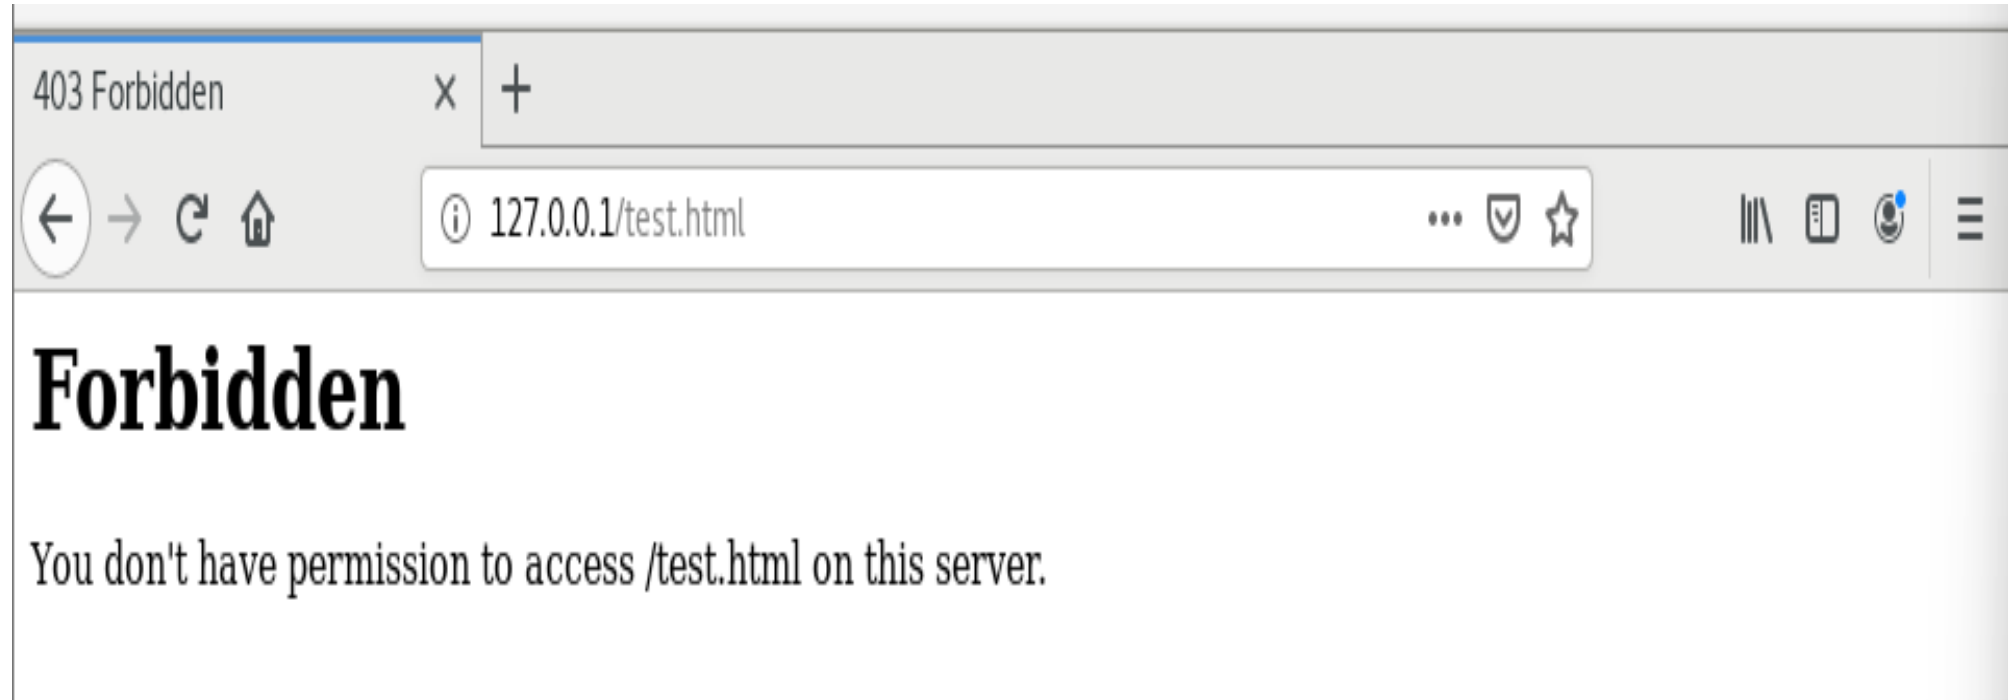 403 Forbidden
127.0.0.1/test.html
Forbidden
You don't have permission to access /test.html on this server.